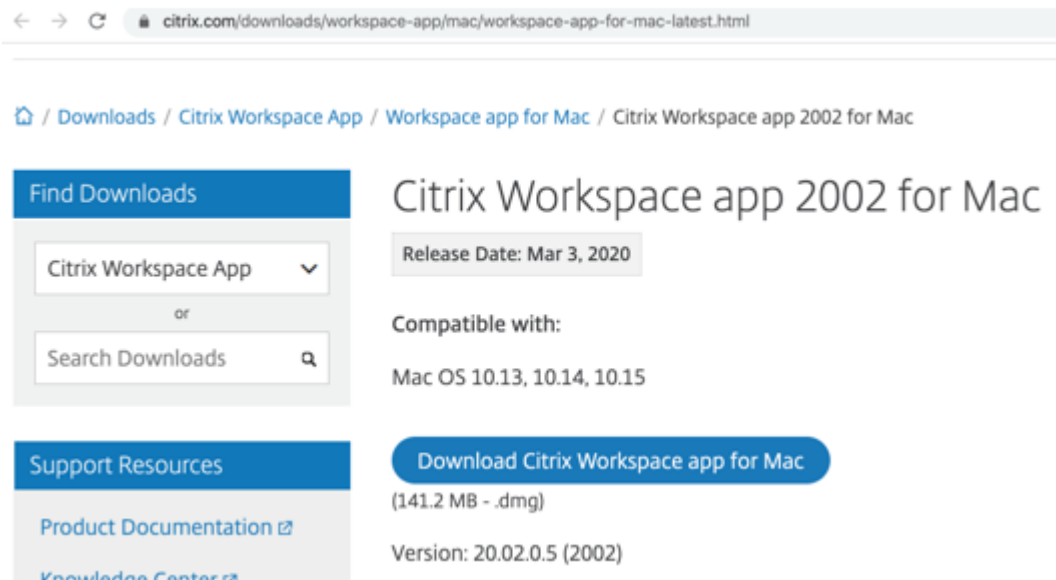 citrix.com/downloads/workspace-app/mac/workspace-app-for-mac-latest.html
/ Downloads / Citrix Workspace App / Workspace app for Mac / Citrix Workspace app 2002 for Mac
Find Downloads
Citrix Workspace App
or
Search Downloads
Support Resources
Product Documentation
Knowledge Center
Citrix Workspace app 2002 for Mac
Release Date: Mar 3, 2020
Compatible with:
Mac OS 10.13, 10.14, 10.15
Download Citrix Workspace app for Mac
(141.2 MB - .dmg)
Version: 20.02.0.5 (2002)